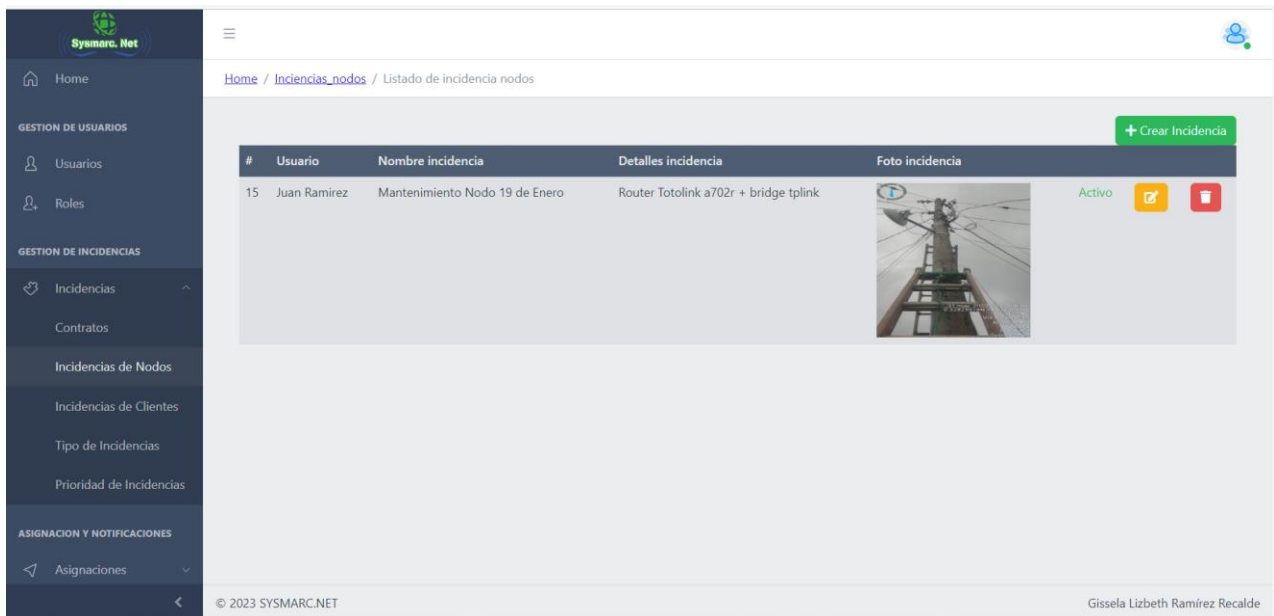 Sysmarc. Net
Home
GESTION DE USUARIOS
Usuarios
Roles
GESTION DE INCIDENCIAS
Incidencias
Contratos
Incidencias de Nodos
Incidencias de Clientes
Tipo de Incidencias
Prioridad de Incidencias
ASIGNACION Y NOTIFICACIONES
Asignaciones
Home / Inciencias_nodos / Listado de incidencia nodos
+ Crear Incidencia
# Usuario Nombre incidencia Detalles incidencia Foto incidencia
15 Juan Ramirez Mantenimiento Nodo 19 de Enero Router Totolink a702r + bridge tplink Activo
© 2023 SYSMARC.NET
Gissela Lizbeth Ramírez Recalde